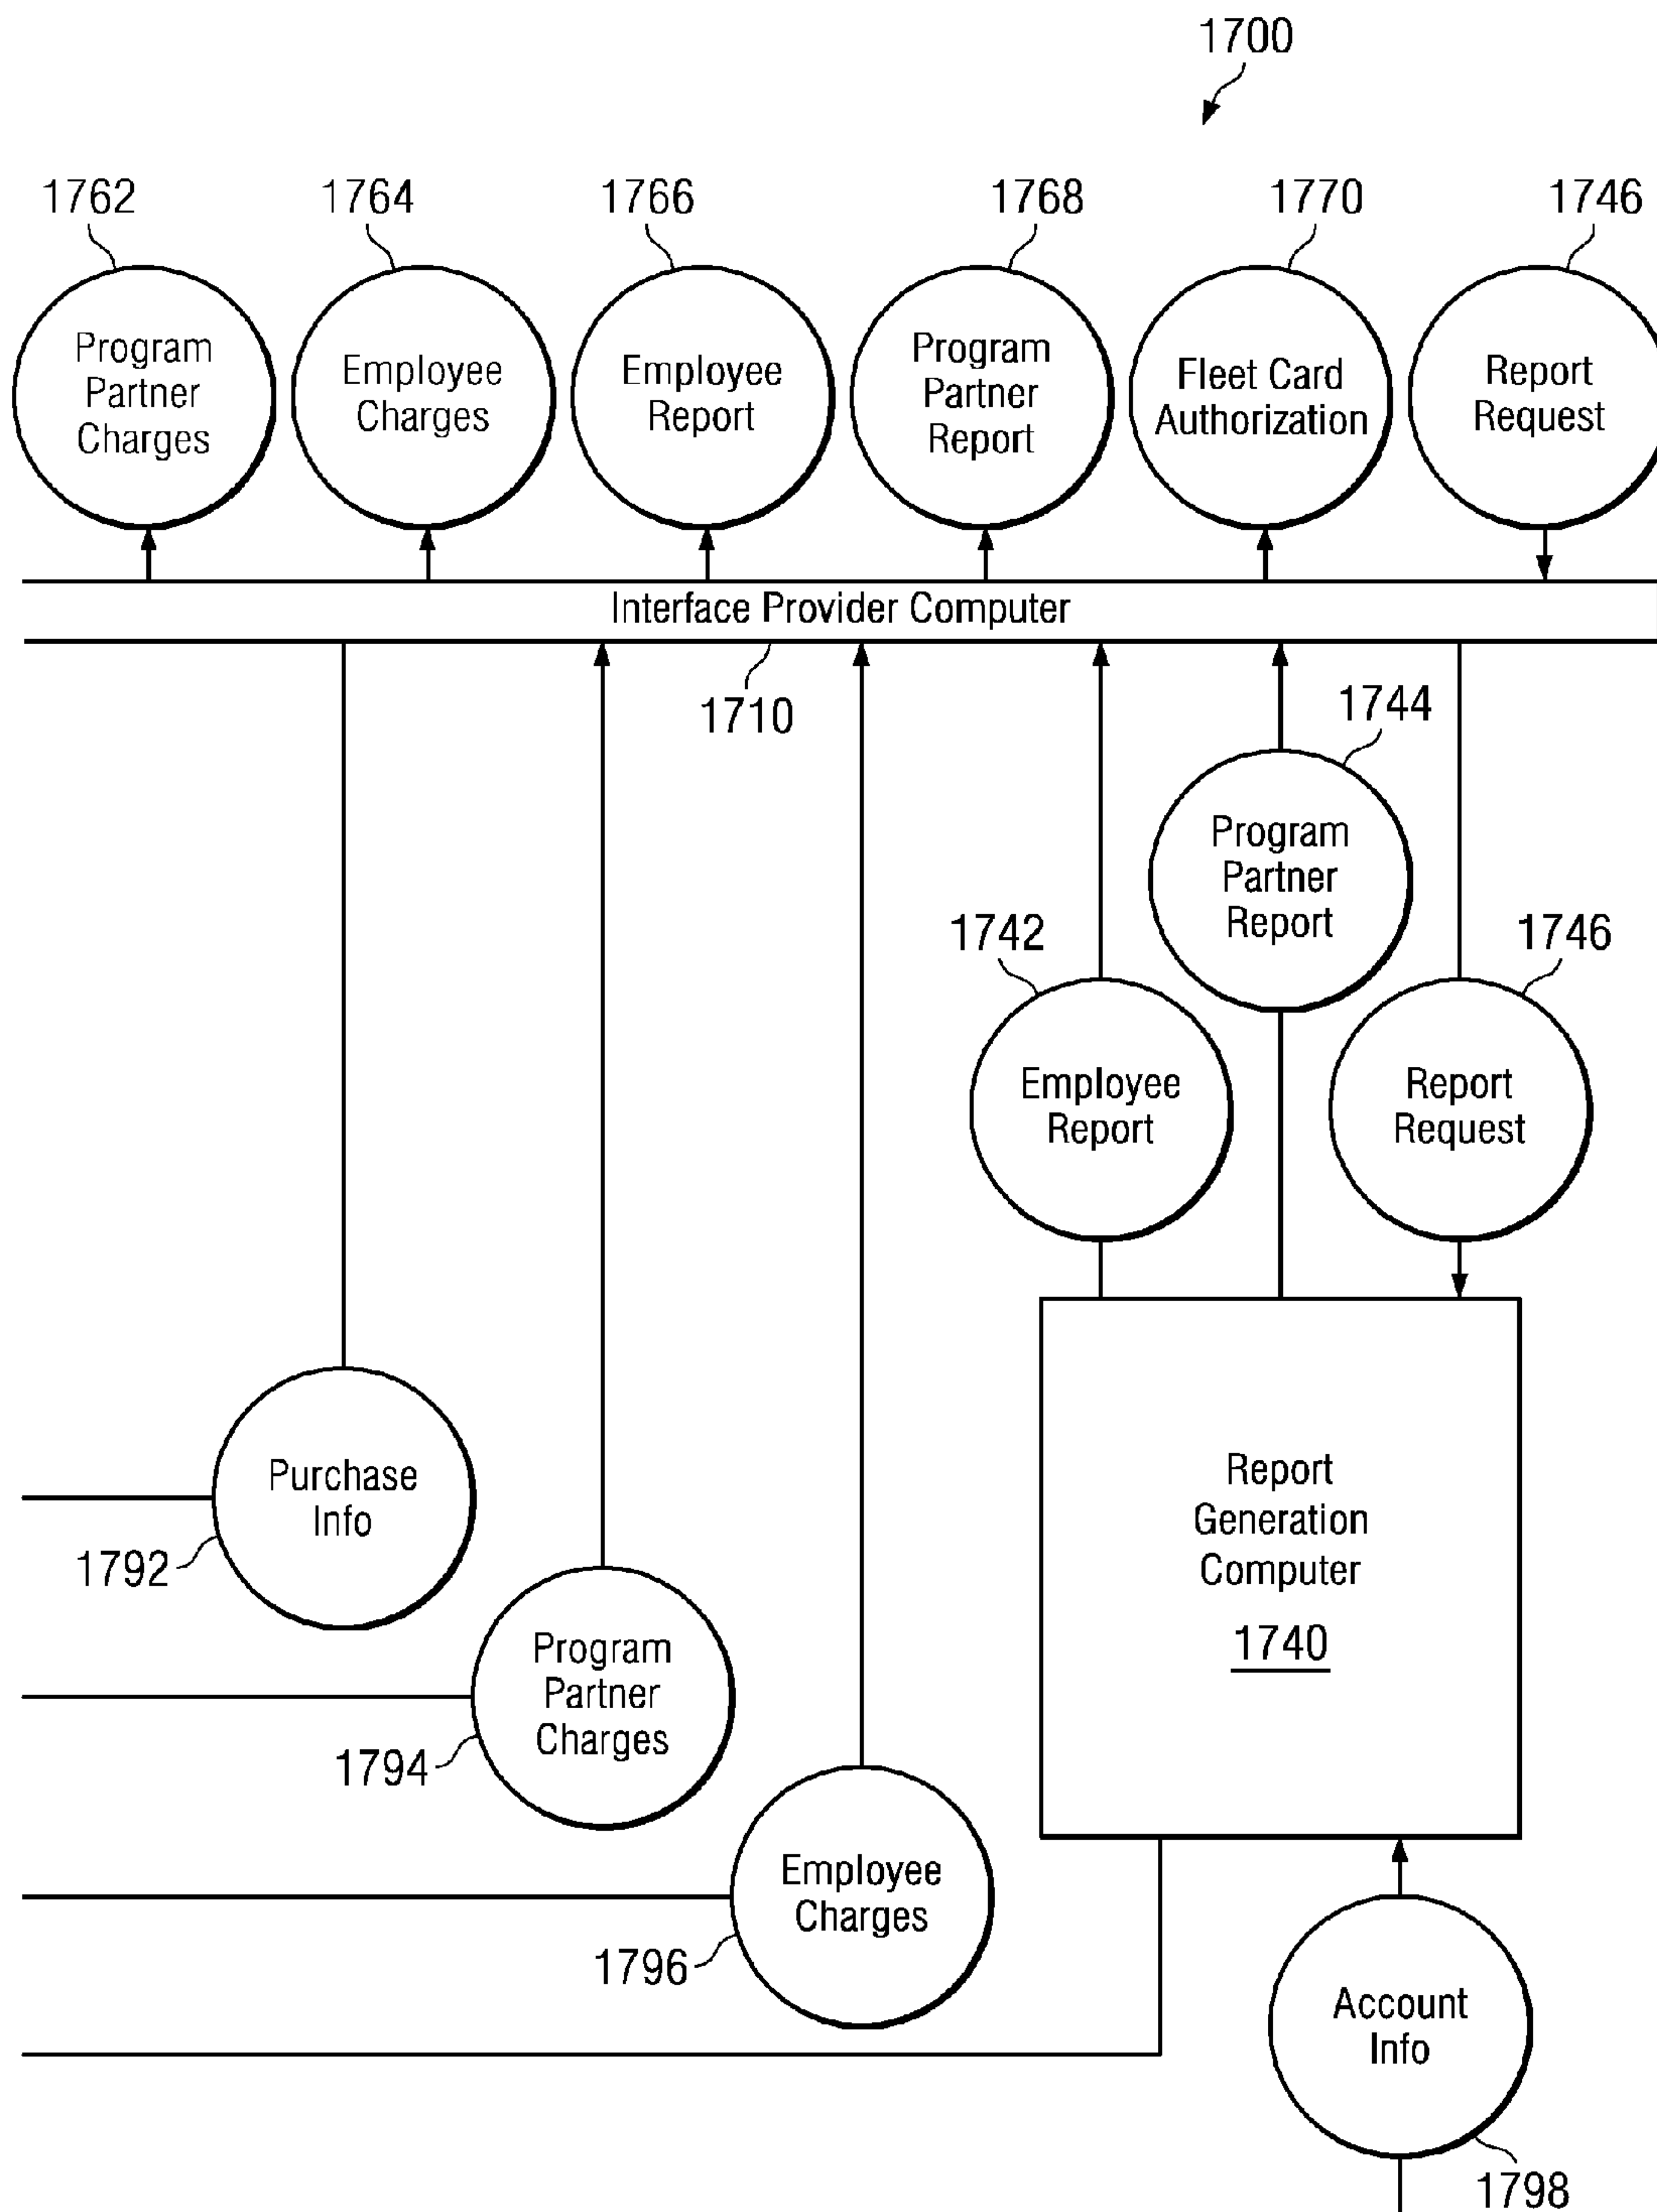 1700
1762
1764
1766
1768
1770
1746
Program
Partner
Charges
Employee
Charges
Employee
Report
Program
Partner
Report
Fleet Card
Authorization
Report
Request
Interface Provider Computer
1710
1744
Program
Partner
Report
1742
1746
Employee
Report
Report
Request
Purchase
Info
1792
Report
Generation
Computer
1740
Program
Partner
Charges
1794
Employee
Charges
1796
Account
Info
1798